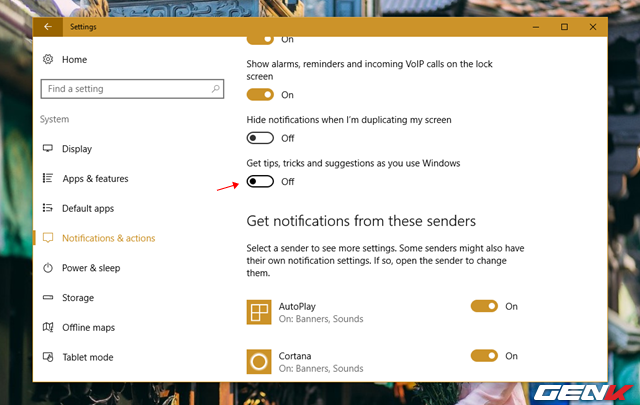 Settings
Home
Find a setting
System
Display
Apps & features
Default apps
Notifications & actions
Power & sleep
Storage
Offline maps
Tablet mode
On
Show alarms, reminders and incoming VoIP calls on the lock
screen
On
Hide notifications when I'm duplicating my screen
Off
Get tips, tricks and suggestions as you use Windows
Off
Get notifications from these senders
Select a sender to see more settings. Some senders might also have
their own notification settings. If so, open the sender to change
them.
AutoPlay
On: Banners, Sounds
On
Cortana
On: Banners, Sounds
On
GENK